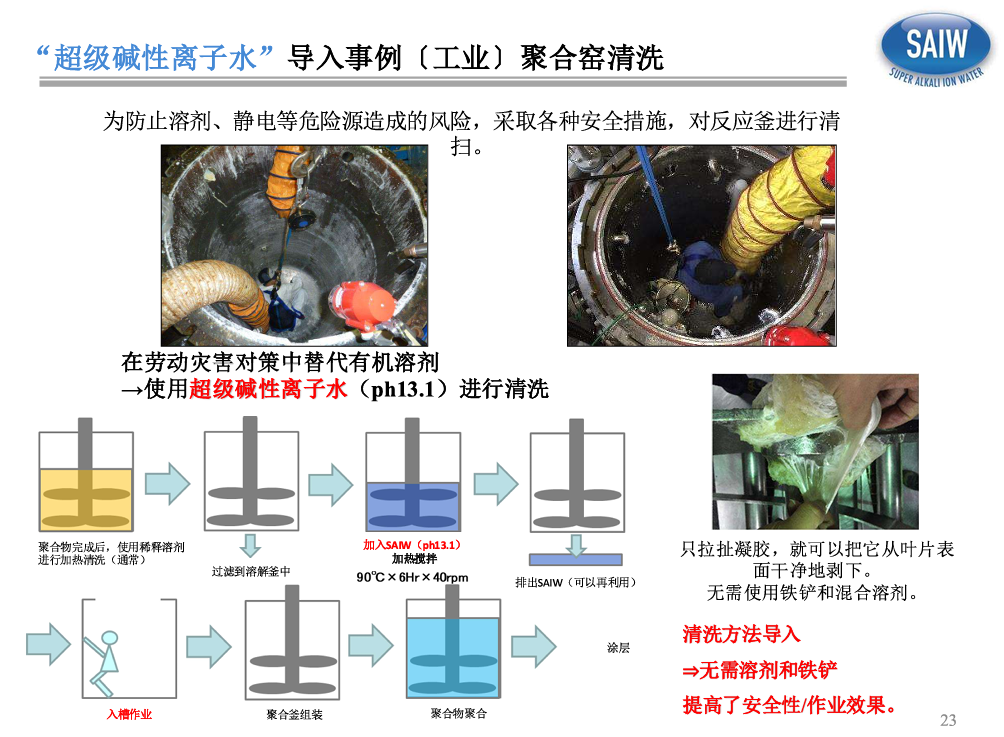 “超级碱性离子水”导入事例〔工业〕聚合窑清洗
SAIW
SUPER ALKALI ION WATER
为防止溶剂、静电等危险源造成的风险，采取各种安全措施，对反应釜进行清
扫。
在劳动灾害对策中替代有机溶剂
→使用超级碱性离子水（ph13.1）进行清洗
聚合物完成后，使用稀释溶剂
进行加热清洗（通常）
过滤到溶解釜中
加入SAIW（ph13.1）
加热搅拌
90℃×6Hr×40rpm
排出SAIW（可以再利用）
只拉扯凝胶，就可以把它从叶片表
面干净地剥下。
无需使用铁铲和混合溶剂。
入槽作业
聚合釜组装
聚合物聚合
涂层
清洗方法导入
⇒无需溶剂和铁铲
提高了安全性/作业效果。
23